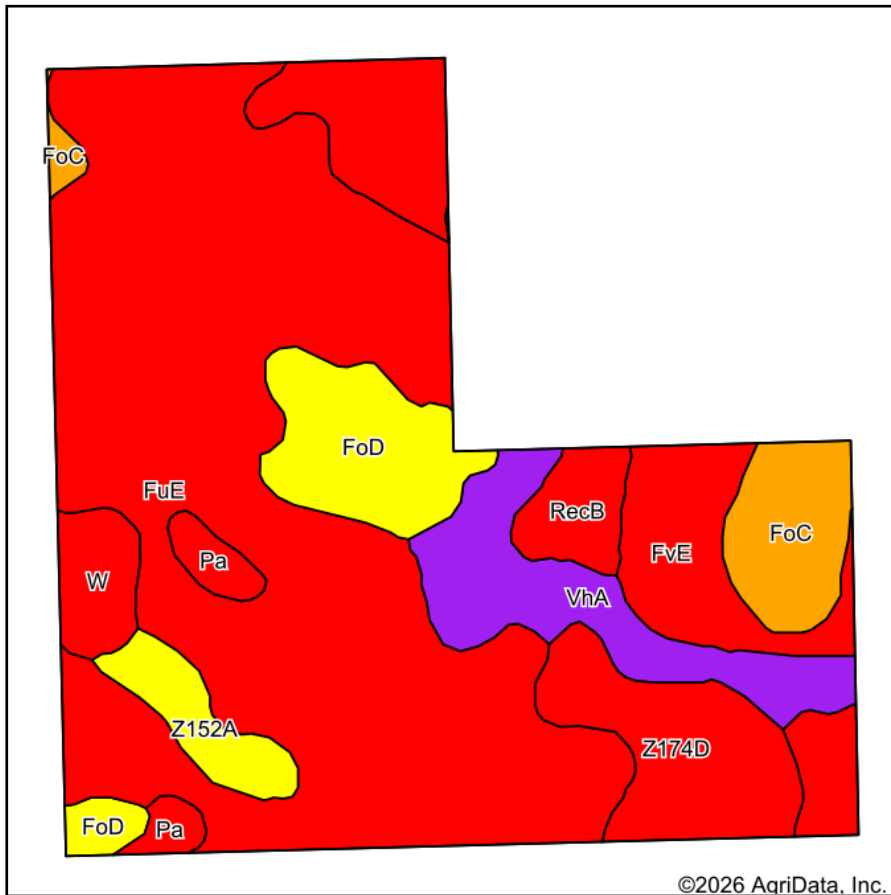 FoC
FoD
FuE
RecB
FoC
FvE
Pa
W
VhA
Z152A
Z174D
FoD
Pa
©2026 AgriData, Inc.